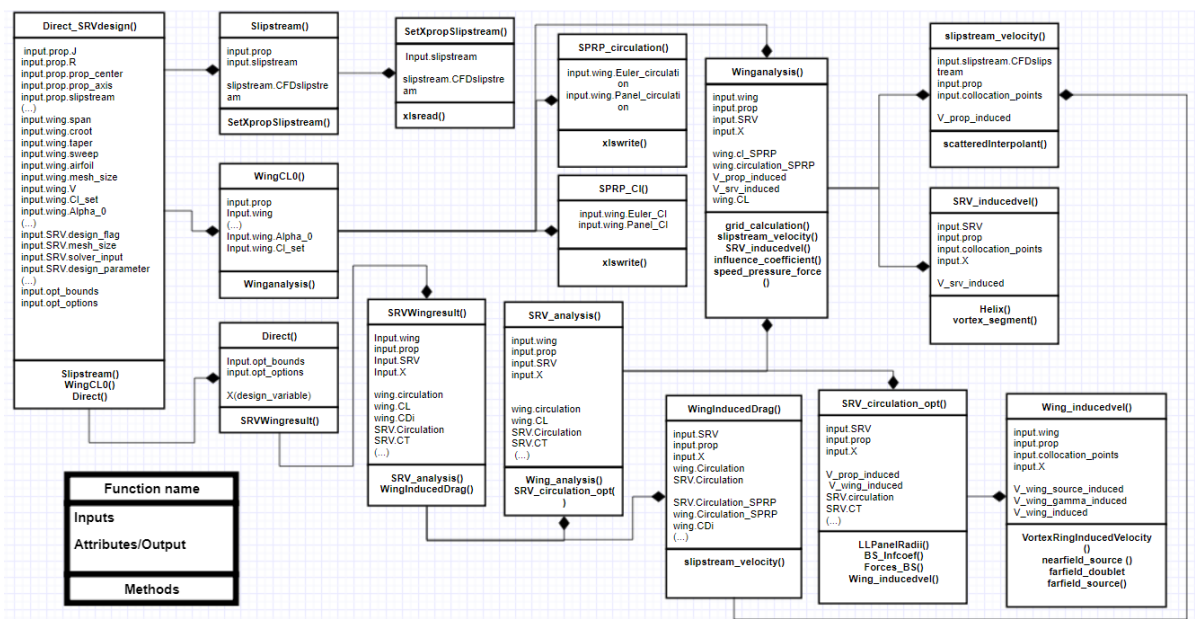 Direct_SRVdesign()
input.prop.J
input.prop.R
input.prop.prop_center
input.prop.prop_axis
input.prop.slipstream
(...)
input.wing.span
input.wing.croot
input.wing.taper
input.wing.sweep
input.wing.airfoil
input.wing.mesh_size
input.wing.V
input.wing.Cl_set
input.wing.Alpha_0
(...)
input.SRV.design_flag
input.SRV.mesh_size
input.SRV.solver_input
input.SRV.design_parameter
(...)
input.opt_bounds
input.opt_options
Slipstream()
WingCL0()
Direct()
Slipstream()
input.prop
input.slipstream
slipstream.CFDslipstre
am
SetXpropSlipstream()
SetXpropSlipstream()
Input.slipstream
slipstream.CFDslipstre
am
xlsread()
WingCL0()
input.prop
Input.wing
(...)
Input.wing.Alpha_0
Input.wing.Cl_set
Winganalysis()
Direct()
Input.opt_bounds
input.opt_options
X(design_variable)
SRVWingresult()
SPRP_circulation()
input.wing.Euler_circulati
on
input.wing.Panel_circulati
on
xlswrite()
SPRP_Cl()
input.wing.Euler_Cl
input.wing.Panel_Cl
xlswrite()
Winganalysis()
input.wing
input.prop
input.SRV
input.X
wing.cl_SPRP
wing.circulation_SPRP
V_prop_induced
V_srv_induced
wing.CL
grid_calculation()
slipstream_velocity()
SRV_inducedvel()
influence_coefficient()
speed_pressure_force
()
slipstream_velocity()
input.slipstream.CFDslips
tream
input.prop
input.collocation_points
V_prop_induced
scatteredInterpolant()
SRV_inducedvel()
input.SRV
input.prop
input.collocation_points
input.X
V_srv_induced
Helix()
vortex_segment()
SRVWingresult()
Input.wing
input.prop
Input.SRV
Input.X
wing.circulation
wing.CL
wing.CDi
SRV.Circulation
SRV.CT
(...)
SRV_analysis()
WingInducedDrag()
SRV_analysis()
input.wing
input.prop
input.SRV
input.X
wing.circulation
wing.CL
SRV.Circulation
SRV.CT
(...)
Wing_analysis()
SRV_circulation_opt(
)
WingInducedDrag()
input.SRV
input.prop
input.X
wing.Circulation
SRV.Circulation
SRV.Circulation_SPRP
wing.Circulation_SPRP
wing.CDi
(...)
slipstream_velocity()
SRV_circulation_opt()
input.SRV
input.prop
input.X
V_prop_induced
V_wing_induced
SRV.circulation
SRV.CT
(...)
LLPanelRadii()
BS_Infcoef()
Forces_BS()
Wing_inducedvel()
Wing_inducedvel()
input.wing
input.prop
input.collocation_points
input.X
V_wing_source_induced
V_wing_gamma_induced
V_wing_induced
VortexRingInducedVelocity
()
nearfield_source ()
farfield_doublet
farfield_source()
Function name
Inputs
Attributes/Output
Methods